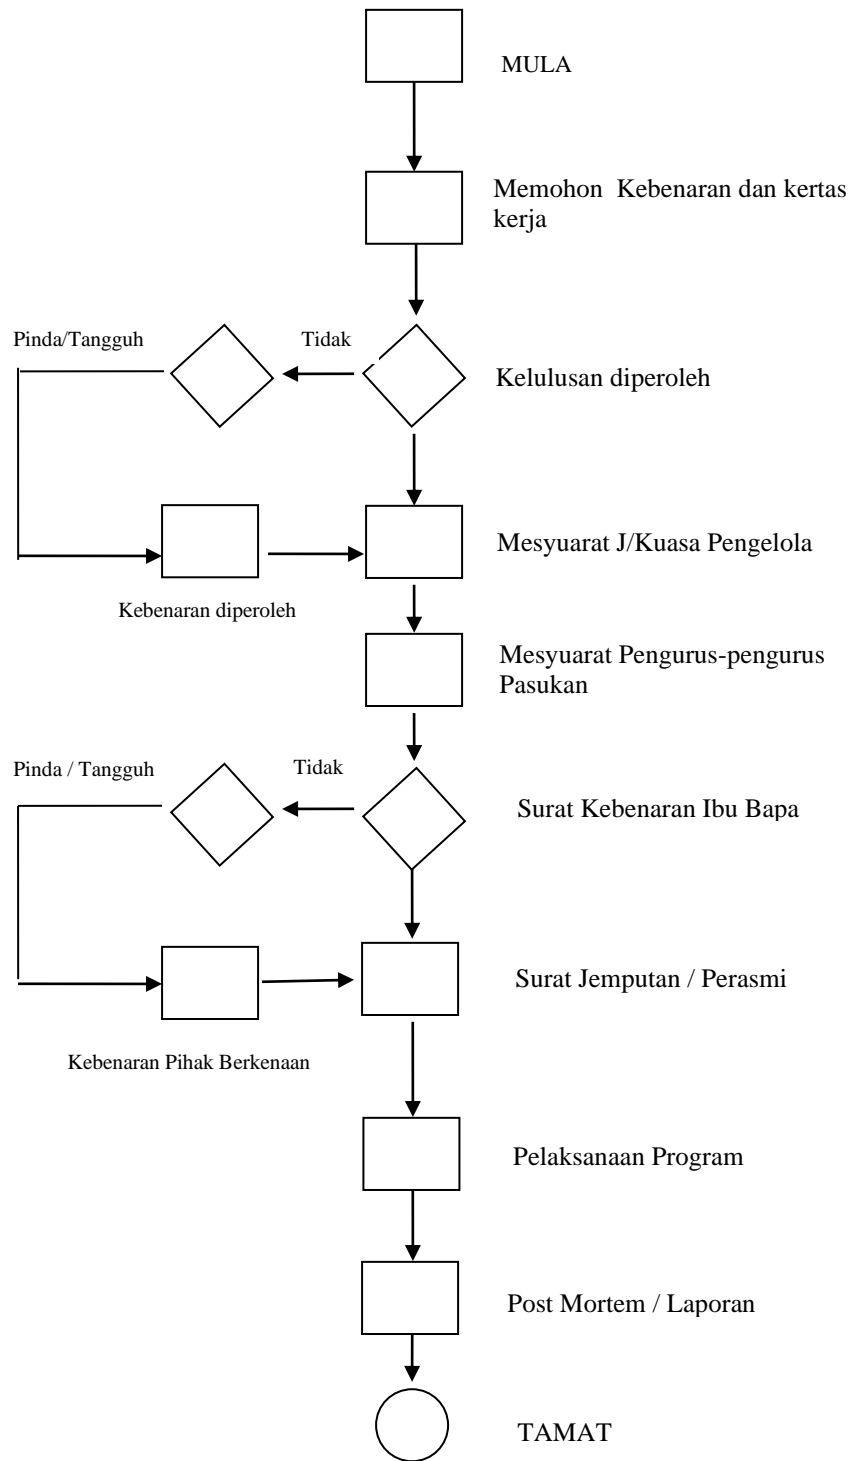 MULA
Memohon  Kebenaran dan kertas
kerja
Pinda/Tangguh
Tidak
Kelulusan diperoleh
Mesyuarat J/Kuasa Pengelola
Kebenaran diperoleh
Mesyuarat Pengurus-pengurus
Pasukan
Pinda / Tangguh
Tidak
Surat Kebenaran Ibu Bapa
Surat Jemputan / Perasmi
Kebenaran Pihak Berkenaan
Pelaksanaan Program
Post Mortem / Laporan
TAMAT